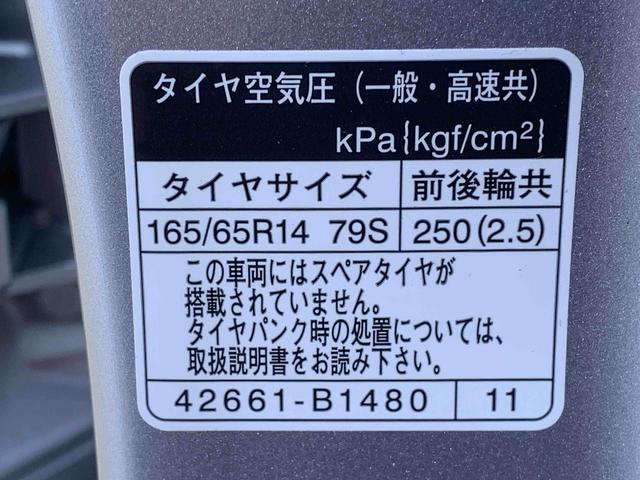 タイヤ空気圧(一般・高速共)
kPa{kgf/cm²}
タイヤサイズ 前後輪共
165/65R14 79S 250(2.5)
この車両にはスペアタイヤが
搭載されていません。
タイヤパンク時の処置については、
取扱説明書をお読み下さい。
42661-B1480 11